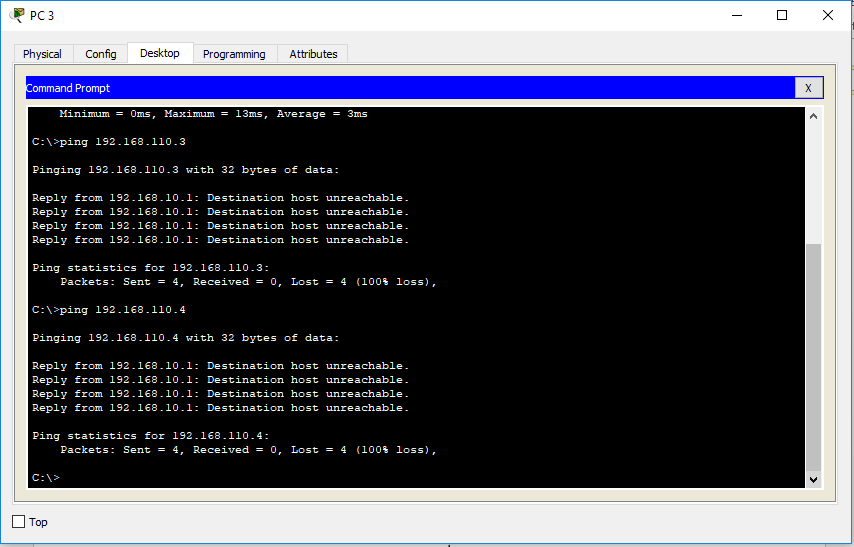 PC 3
Physical Config Desktop Programming Attributes
Command Prompt X
Minimum = 0ms, Maximum = 13ms, Average = 3ms
C:\>ping 192.168.110.3
Pinging 192.168.110.3 with 32 bytes of data:
Reply from 192.168.10.1: Destination host unreachable.
Reply from 192.168.10.1: Destination host unreachable.
Reply from 192.168.10.1: Destination host unreachable.
Reply from 192.168.10.1: Destination host unreachable.
Ping statistics for 192.168.110.3:
Packets: Sent = 4, Received = 0, Lost = 4 (100% loss),
C:\>ping 192.168.110.4
Pinging 192.168.110.4 with 32 bytes of data:
Reply from 192.168.10.1: Destination host unreachable.
Reply from 192.168.10.1: Destination host unreachable.
Reply from 192.168.10.1: Destination host unreachable.
Reply from 192.168.10.1: Destination host unreachable.
Ping statistics for 192.168.110.4:
Packets: Sent = 4, Received = 0, Lost = 4 (100% loss),
C:\>
Top